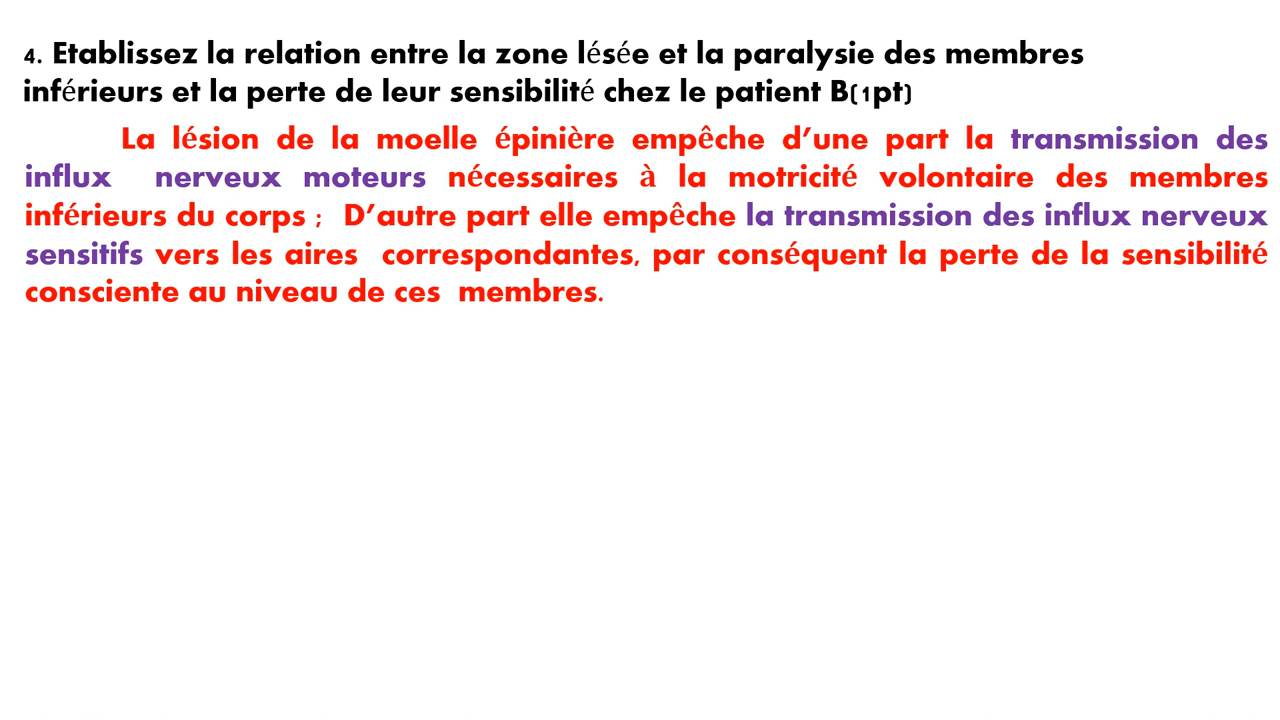 4. Etablissez la relation entre la zone lésée et la paralysie des membres
inférieurs et la perte de leur sensibilité chez le patient B(1pt)
La lésion de la moelle épinière empêche d’une part la transmission des
influx nerveux moteurs nécessaires à la motricité volontaire des membres
inférieurs du corps ; D’autre part elle empêche la transmission des influx nerveux
sensitifs vers les aires correspondantes, par conséquent la perte de la sensibilité
consciente au niveau de ces membres.